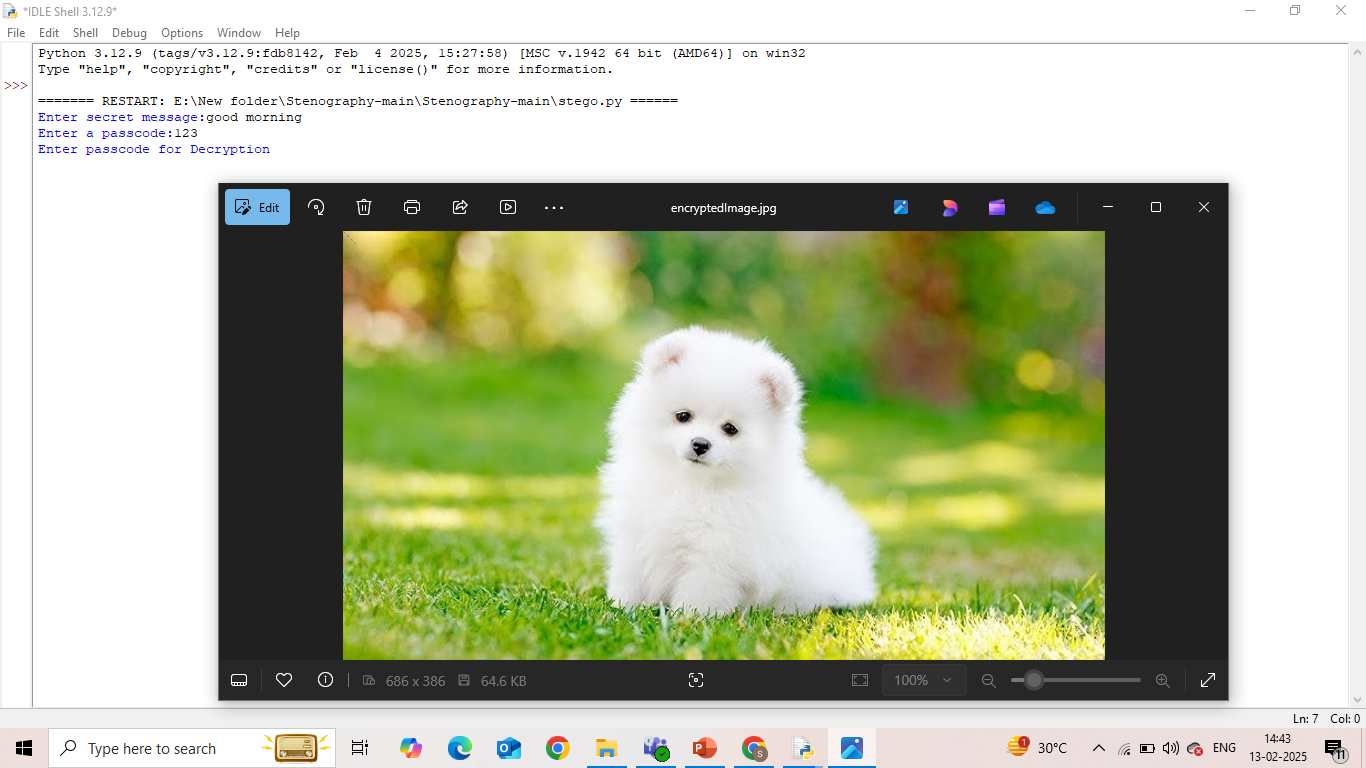 *IDLE Shell 3.12.9*
File Edit Shell Debug Options Window Help
Python 3.12.9 (tags/v3.12.9:fdb8142, Feb  4 2025, 15:27:58) [MSC v.1942 64 bit (AMD64)] on win32
Type "help", "copyright", "credits" or "license()" for more information.
>>>
======= RESTART: E:\New folder\Stenography-main\Stenography-main\stego.py ======
Enter secret message:good morning
Enter a passcode:123
Enter passcode for Decryption
Edit encryptedImage.jpg
686 x 386 64.6 KB 100%
Ln: 7 Col: 0
Type here to search 1 30°C ENG 14:43
13-02-2025 11